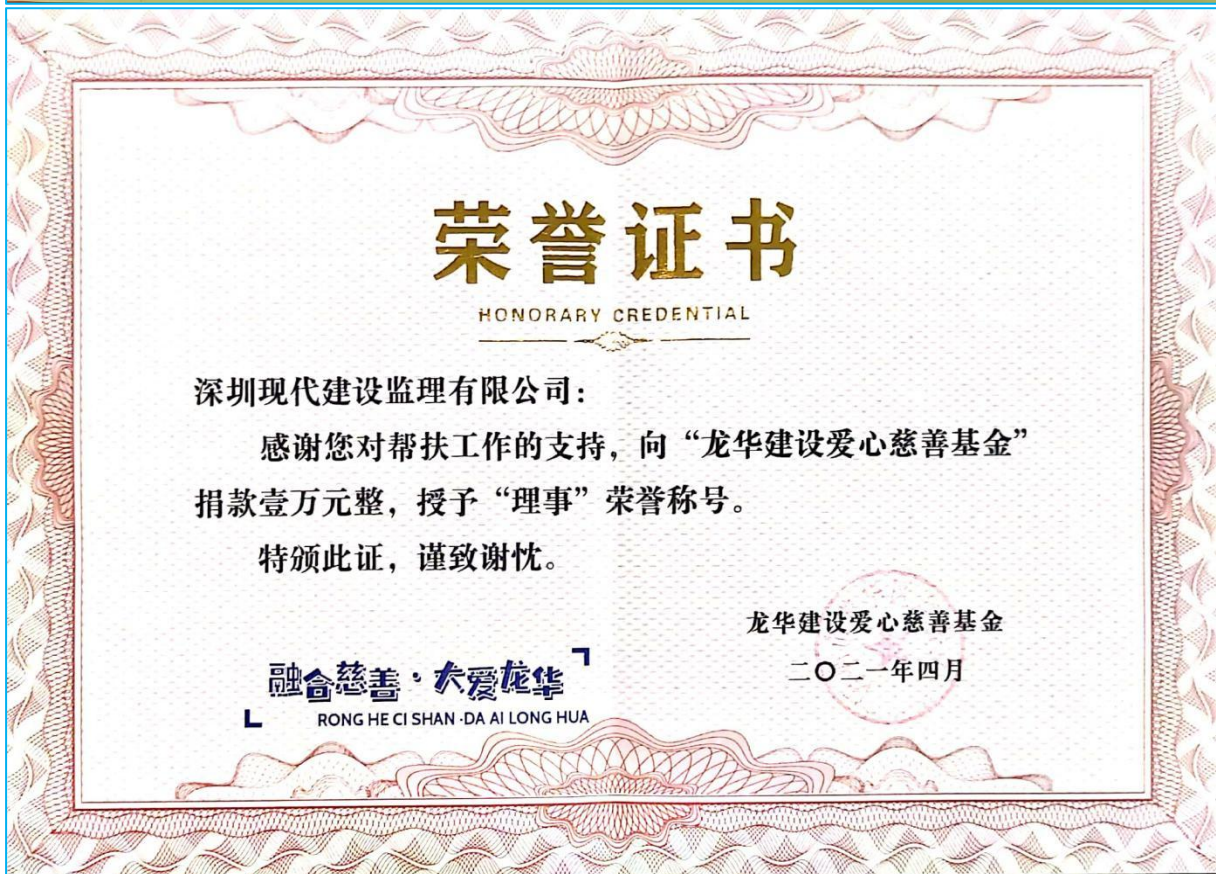 荣誉证书
HONORARY CREDENTIAL
深圳现代建设监理有限公司：
感谢您对帮扶工作的支持，向“龙华建设爱心慈善基金”
捐款壹万元整，授予“理事”荣誉称号。
特颁此证，谨致谢忱。
龙华建设爱心慈善基金
二〇二一年四月
融合慈善·大爱龙华
RONG HE CI SHAN ·DA AI LONG HUA